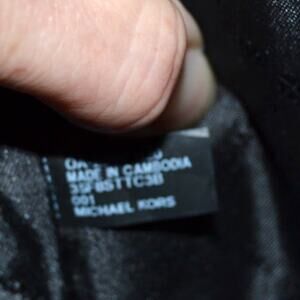 MADE IN CAMBODIA
35F8STTC3B
001
MICHAEL KORS